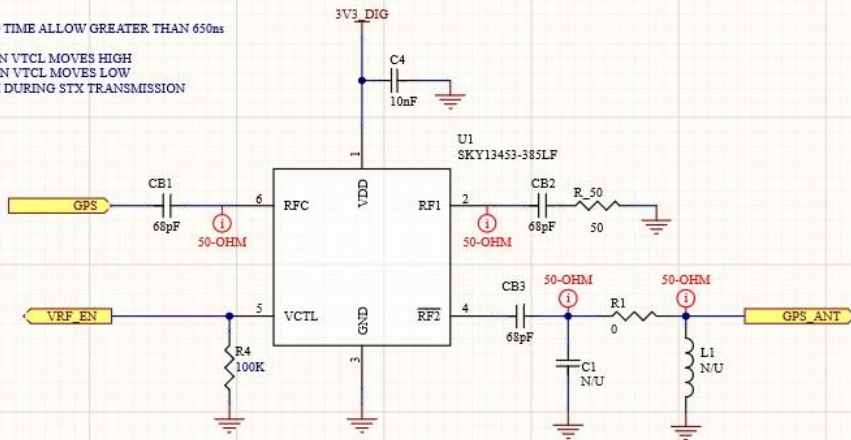 3V3_DIG
TIME ALLOW GREATER THAN 650ns
VTCL MOVES HIGH
VTCL MOVES LOW
DURING STX TRANSMISSION
C4
10nF
U1
SKY13453-385LF
1
VDD
CB1
GPS
68pF
50-OHM
6
RFC
RF1
2
50-OHM
CB2
68pF
R_50
50
VRF_EN
5
VCTL
GND
3
RF2
4
R4
100K
CB3
68pF
50-OHM
R1
0
50-OHM
GPS_ANT
C1
N/U
L1
N/U